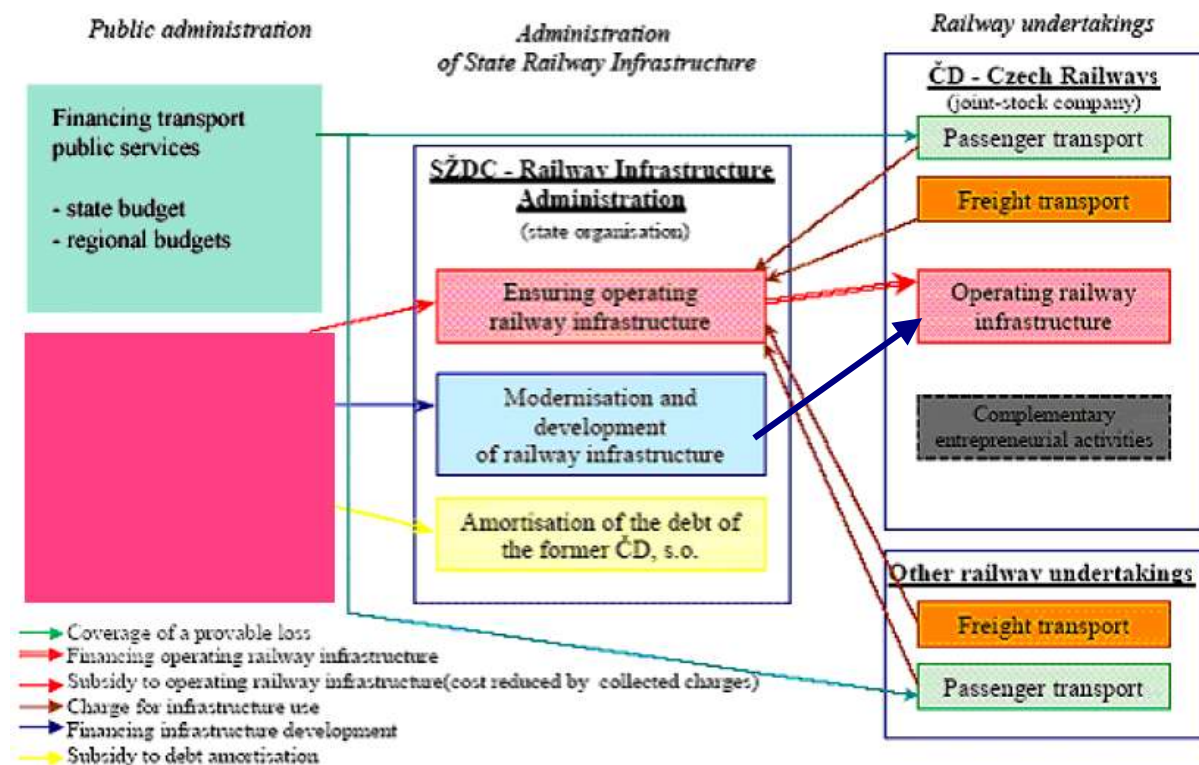 Public administration
Administration
of State Railway Infrastructure
Railway undertakings
Financing transport
public services
- state budget
- regional budgets
SŽDC - Railway Infrastructure
Administration
(state organisation)
Ensuring operating
railway infrastructure
Modernisation and
development
of railway infrastructure
Amortisation of the debt of
the former ČD, s.o.
ČD - Czech Railways
(joint-stock company)
Passenger transport
Freight transport
Operating railway
infrastructure
Complementary
entrepreneurial activities
Other railway undertakings
Freight transport
Passenger transport
Coverage of a provable loss
Financing operating railway infrastructure
Subsidy to operating railway infrastructure(cost reduced by collected charges)
Charge for infrastructure use
Financing infrastructure development
Subsidy to debt amortisation